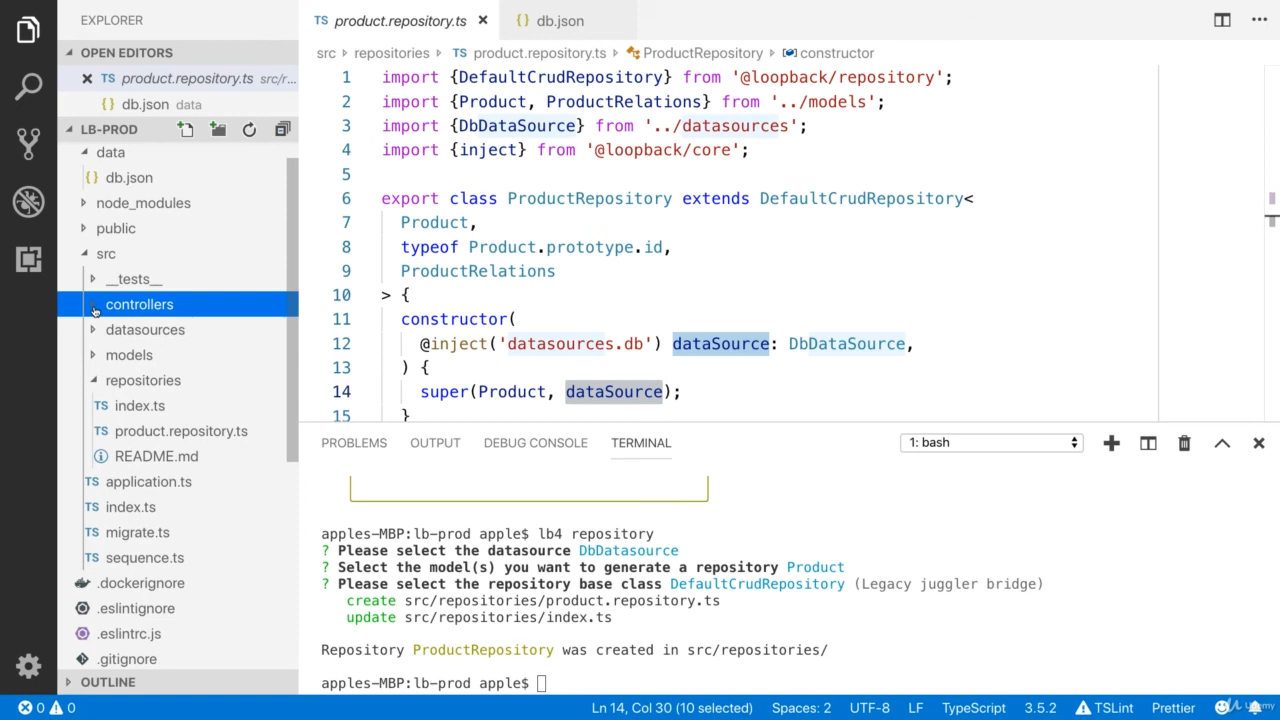 EXPLORER
OPEN EDITORS
TS product.repository.ts src/r...
{ } db.json data
LB-PROD
data
{ } db.json
node_modules
public
src
__tests__
controllers
datasources
models
repositories
TS index.ts
TS product.repository.ts
README.md
TS application.ts
TS index.ts
TS migrate.ts
TS sequence.ts
.dockerignore
.eslintignore
.eslintrc.js
.gitignore
OUTLINE
TS product.repository.ts
{ } db.json
src repositories TS product.repository.ts ProductRepository constructor
1 import {DefaultCrudRepository} from '@loopback/repository';
2 import {Product, ProductRelations} from '../models';
3 import {DbDataSource} from '../datasources';
4 import {inject} from '@loopback/core';
5
6 export class ProductRepository extends DefaultCrudRepository<
7 Product,
8 typeof Product.prototype.id,
9 ProductRelations
10 > {
11 constructor(
12 @inject('datasources.db') dataSource: DbDataSource,
13 ) {
14 super(Product, dataSource);
15 }
PROBLEMS OUTPUT DEBUG CONSOLE TERMINAL 1: bash
apples-MBP:lb-prod apple$ lb4 repository
? Please select the datasource DbDatasource
? Select the model(s) you want to generate a repository Product
? Please select the repository base class DefaultCrudRepository (Legacy juggler bridge)
create src/repositories/product.repository.ts
update src/repositories/index.ts
Repository ProductRepository was created in src/repositories/
apples-MBP:lb-prod apple$
0 0 Ln 14, Col 30 (10 selected) Spaces: 2 UTF-8 LF TypeScript 3.5.2 TSLint Prettier
Udemy